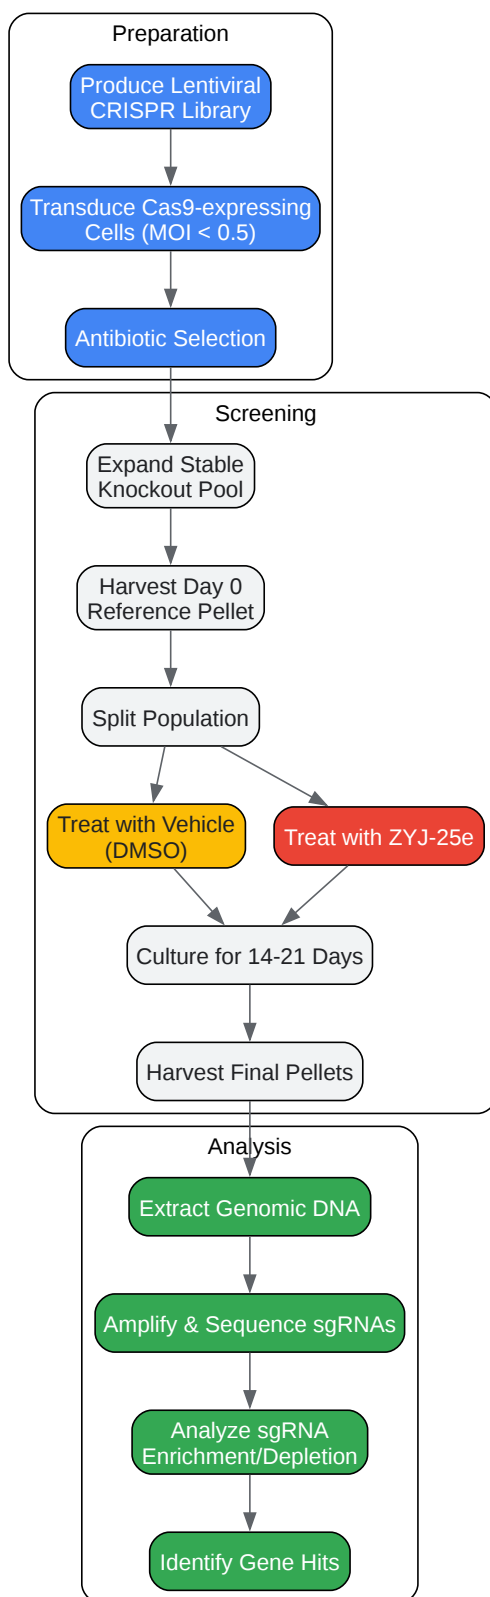 Preparation
Produce Lentiviral
CRISPR Library
Transduce Cas9-expressing
Cells (MOI < 0.5)
Antibiotic Selection
Screening
Expand Stable
Knockout Pool
Harvest Day 0
Reference Pellet
Split Population
Treat with Vehicle
(DMSO)
Treat with ZYJ-25e
Culture for 14-21 Days
Harvest Final Pellets
Analysis
Extract Genomic DNA
Amplify & Sequence sgRNAs
Analyze sgRNA
Enrichment/Depletion
Identify Gene Hits